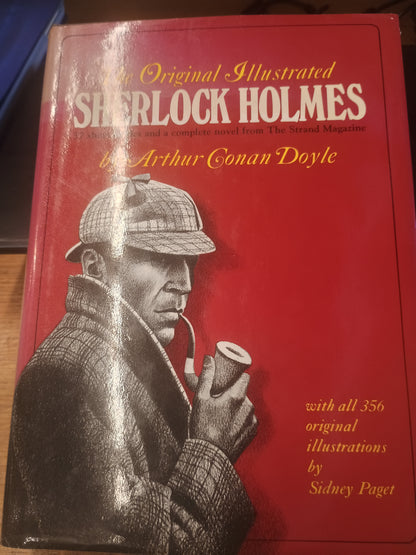 Original Illustrated
SHERLOCK HOLMES
and a complete novel from The Strand Magazine
by Arthur Conan Doyle
with all 356
original
illustrations
by
Sidney Paget